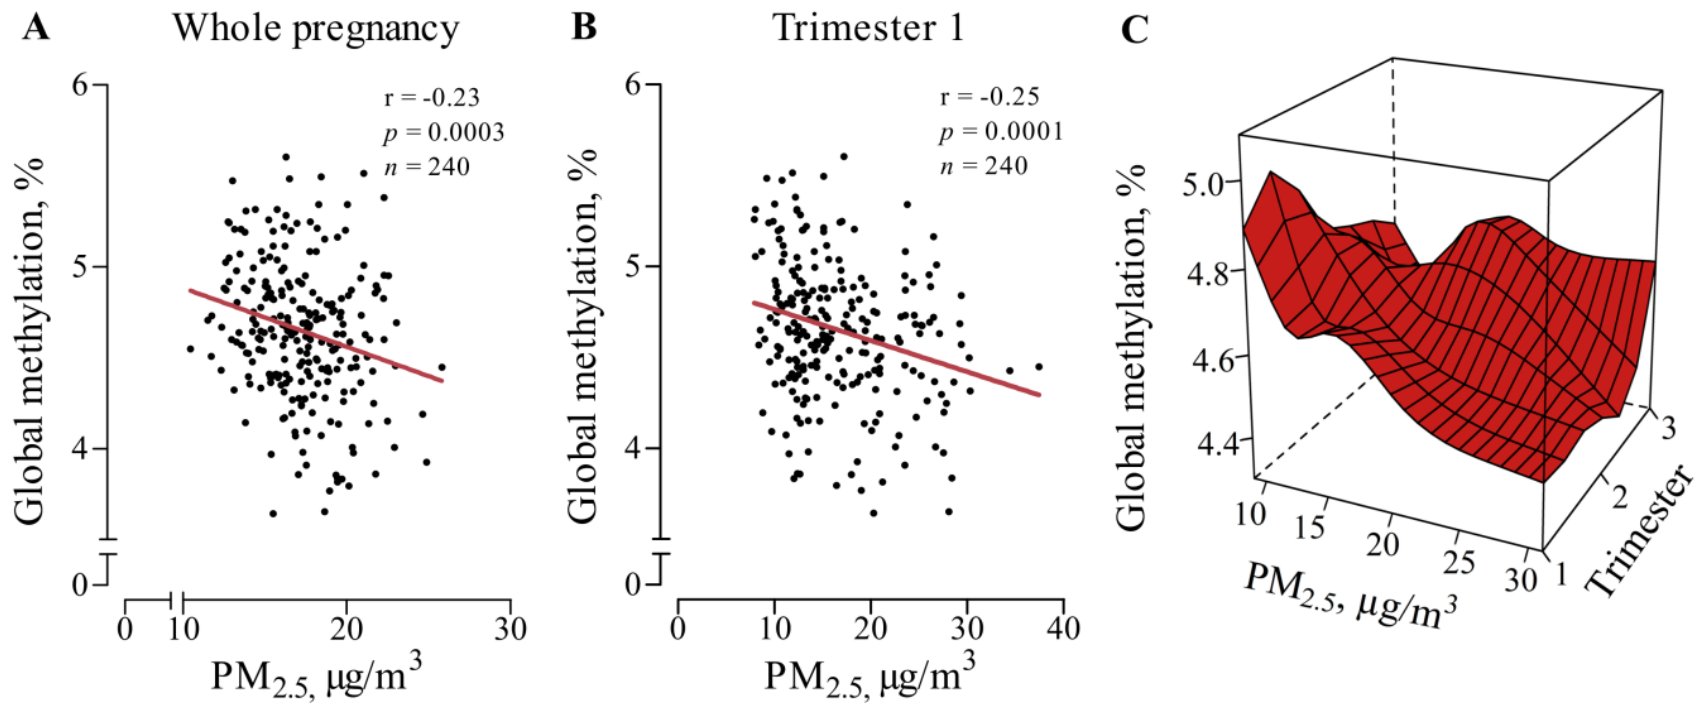 A
Whole pregnancy
r = -0.23
p = 0.0003
n = 240
Global methylation, %
6
5
4
0
0
10
20
30
PM2.5, μg/m3
B
Trimester 1
r = -0.25
p = 0.0001
n = 240
Global methylation, %
6
5
4
0
0
10
20
30
40
PM2.5, μg/m3
C
Global methylation, %
5.0
4.8
4.6
4.4
10
15
20
25
30
PM2.5, μg/m3
1
2
3
Trimester